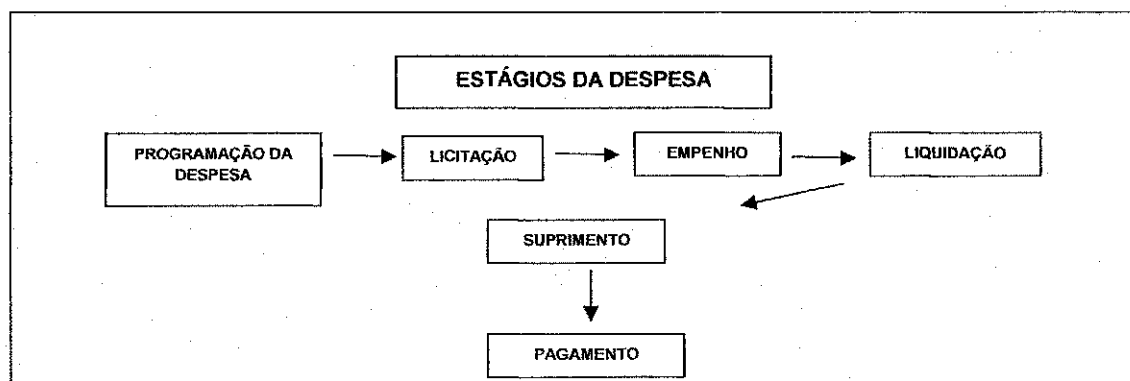 ESTÁGIOS DA DESPESA
PROGRAMAÇÃO DA
DESPESA
LICITAÇÃO
EMPENHO
LIQUIDAÇÃO
SUPRIMENTO
PAGAMENTO